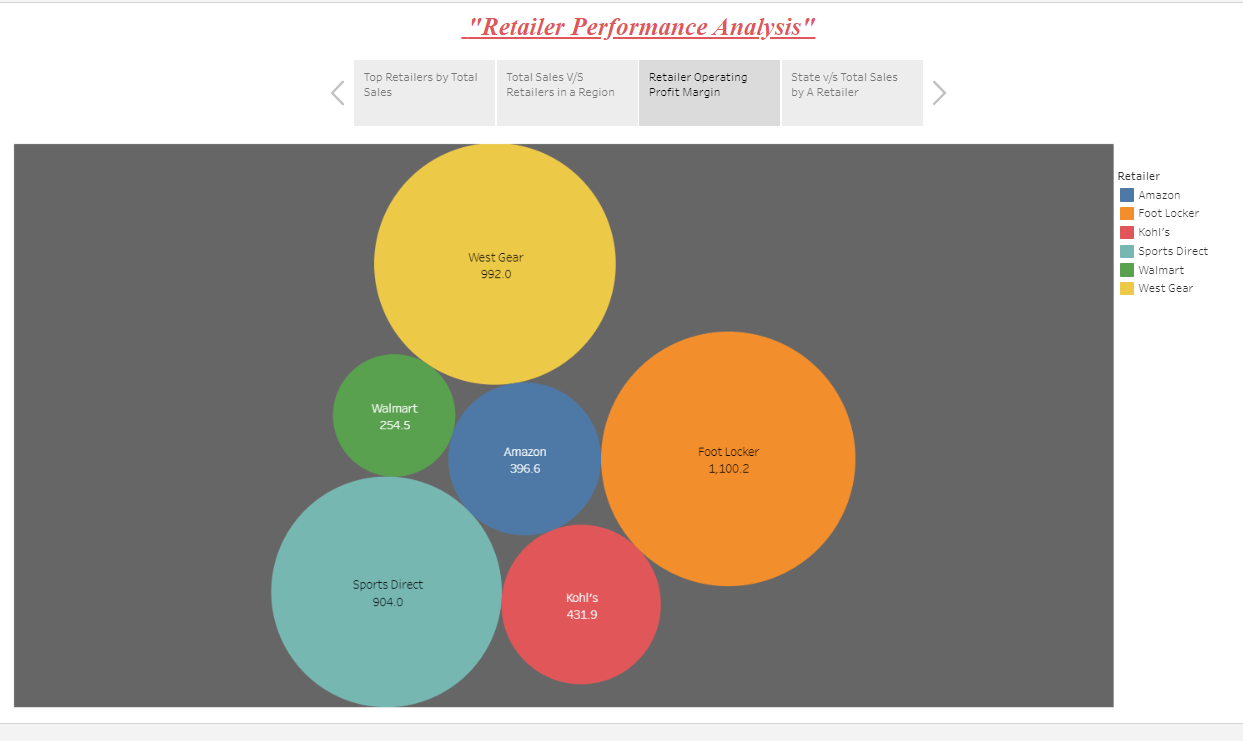 "Retailer Performance Analysis"
Top Retailers by Total
Sales
Total Sales V/S
Retailers in a Region
Retailer Operating
Profit Margin
State v/s Total Sales
by A Retailer
Retailer
Amazon
Foot Locker
Kohl's
Sports Direct
Walmart
West Gear
West Gear
992.0
Walmart
254.5
Amazon
396.6
Foot Locker
1,100.2
Sports Direct
904.0
Kohl's
431.9